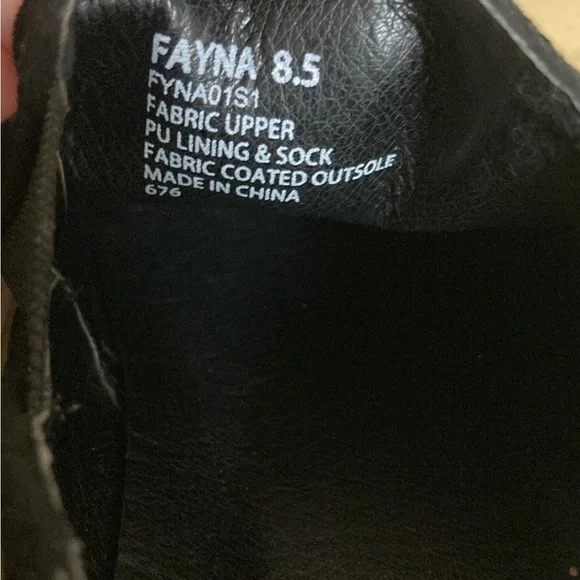 FAYNA 8.5
FYNA01S1
FABRIC UPPER
PU LINING & SOCK
FABRIC COATED OUTSOLE
MADE IN CHINA
676